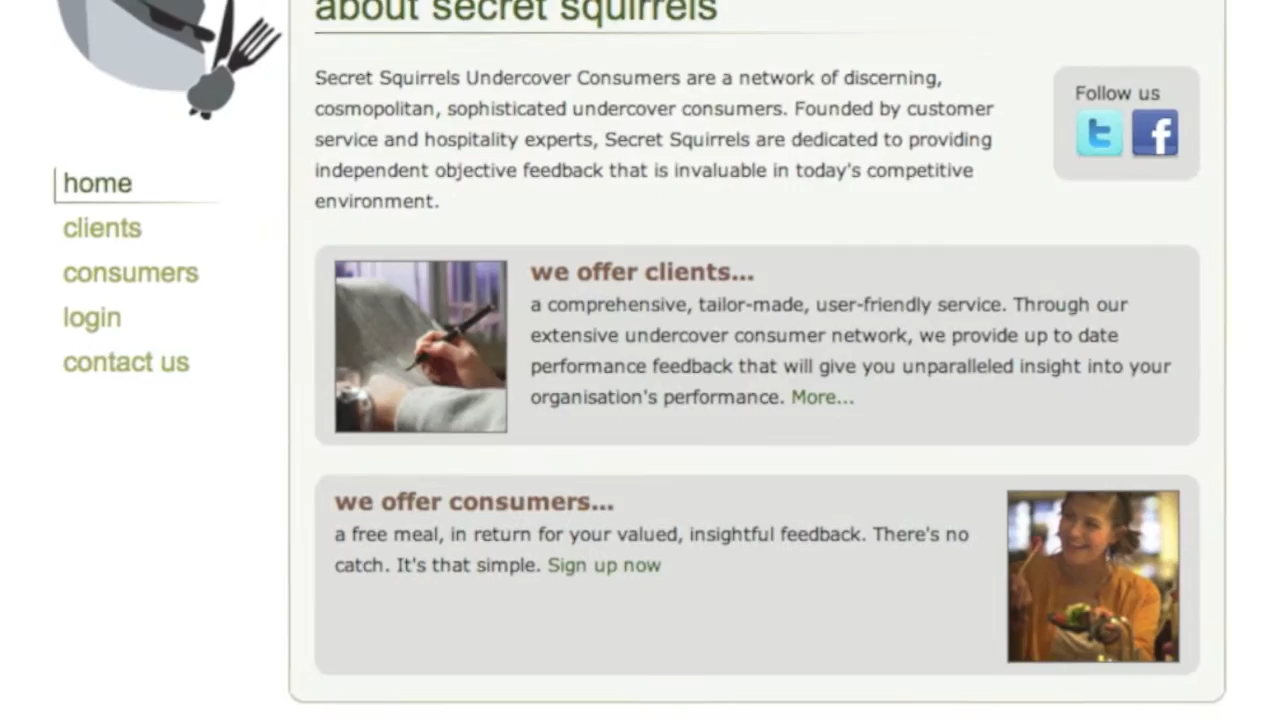 about secret squirrels
Secret Squirrels Undercover Consumers are a network of discerning,
cosmopolitan, sophisticated undercover consumers. Founded by customer
service and hospitality experts, Secret Squirrels are dedicated to providing
independent objective feedback that is invaluable in today's competitive
environment.
Follow us
home
clients
consumers
login
contact us
we offer clients...
a comprehensive, tailor-made, user-friendly service. Through our
extensive undercover consumer network, we provide up to date
performance feedback that will give you unparalleled insight into your
organisation's performance. More...
we offer consumers...
a free meal, in return for your valued, insightful feedback. There's no
catch. It's that simple. Sign up now